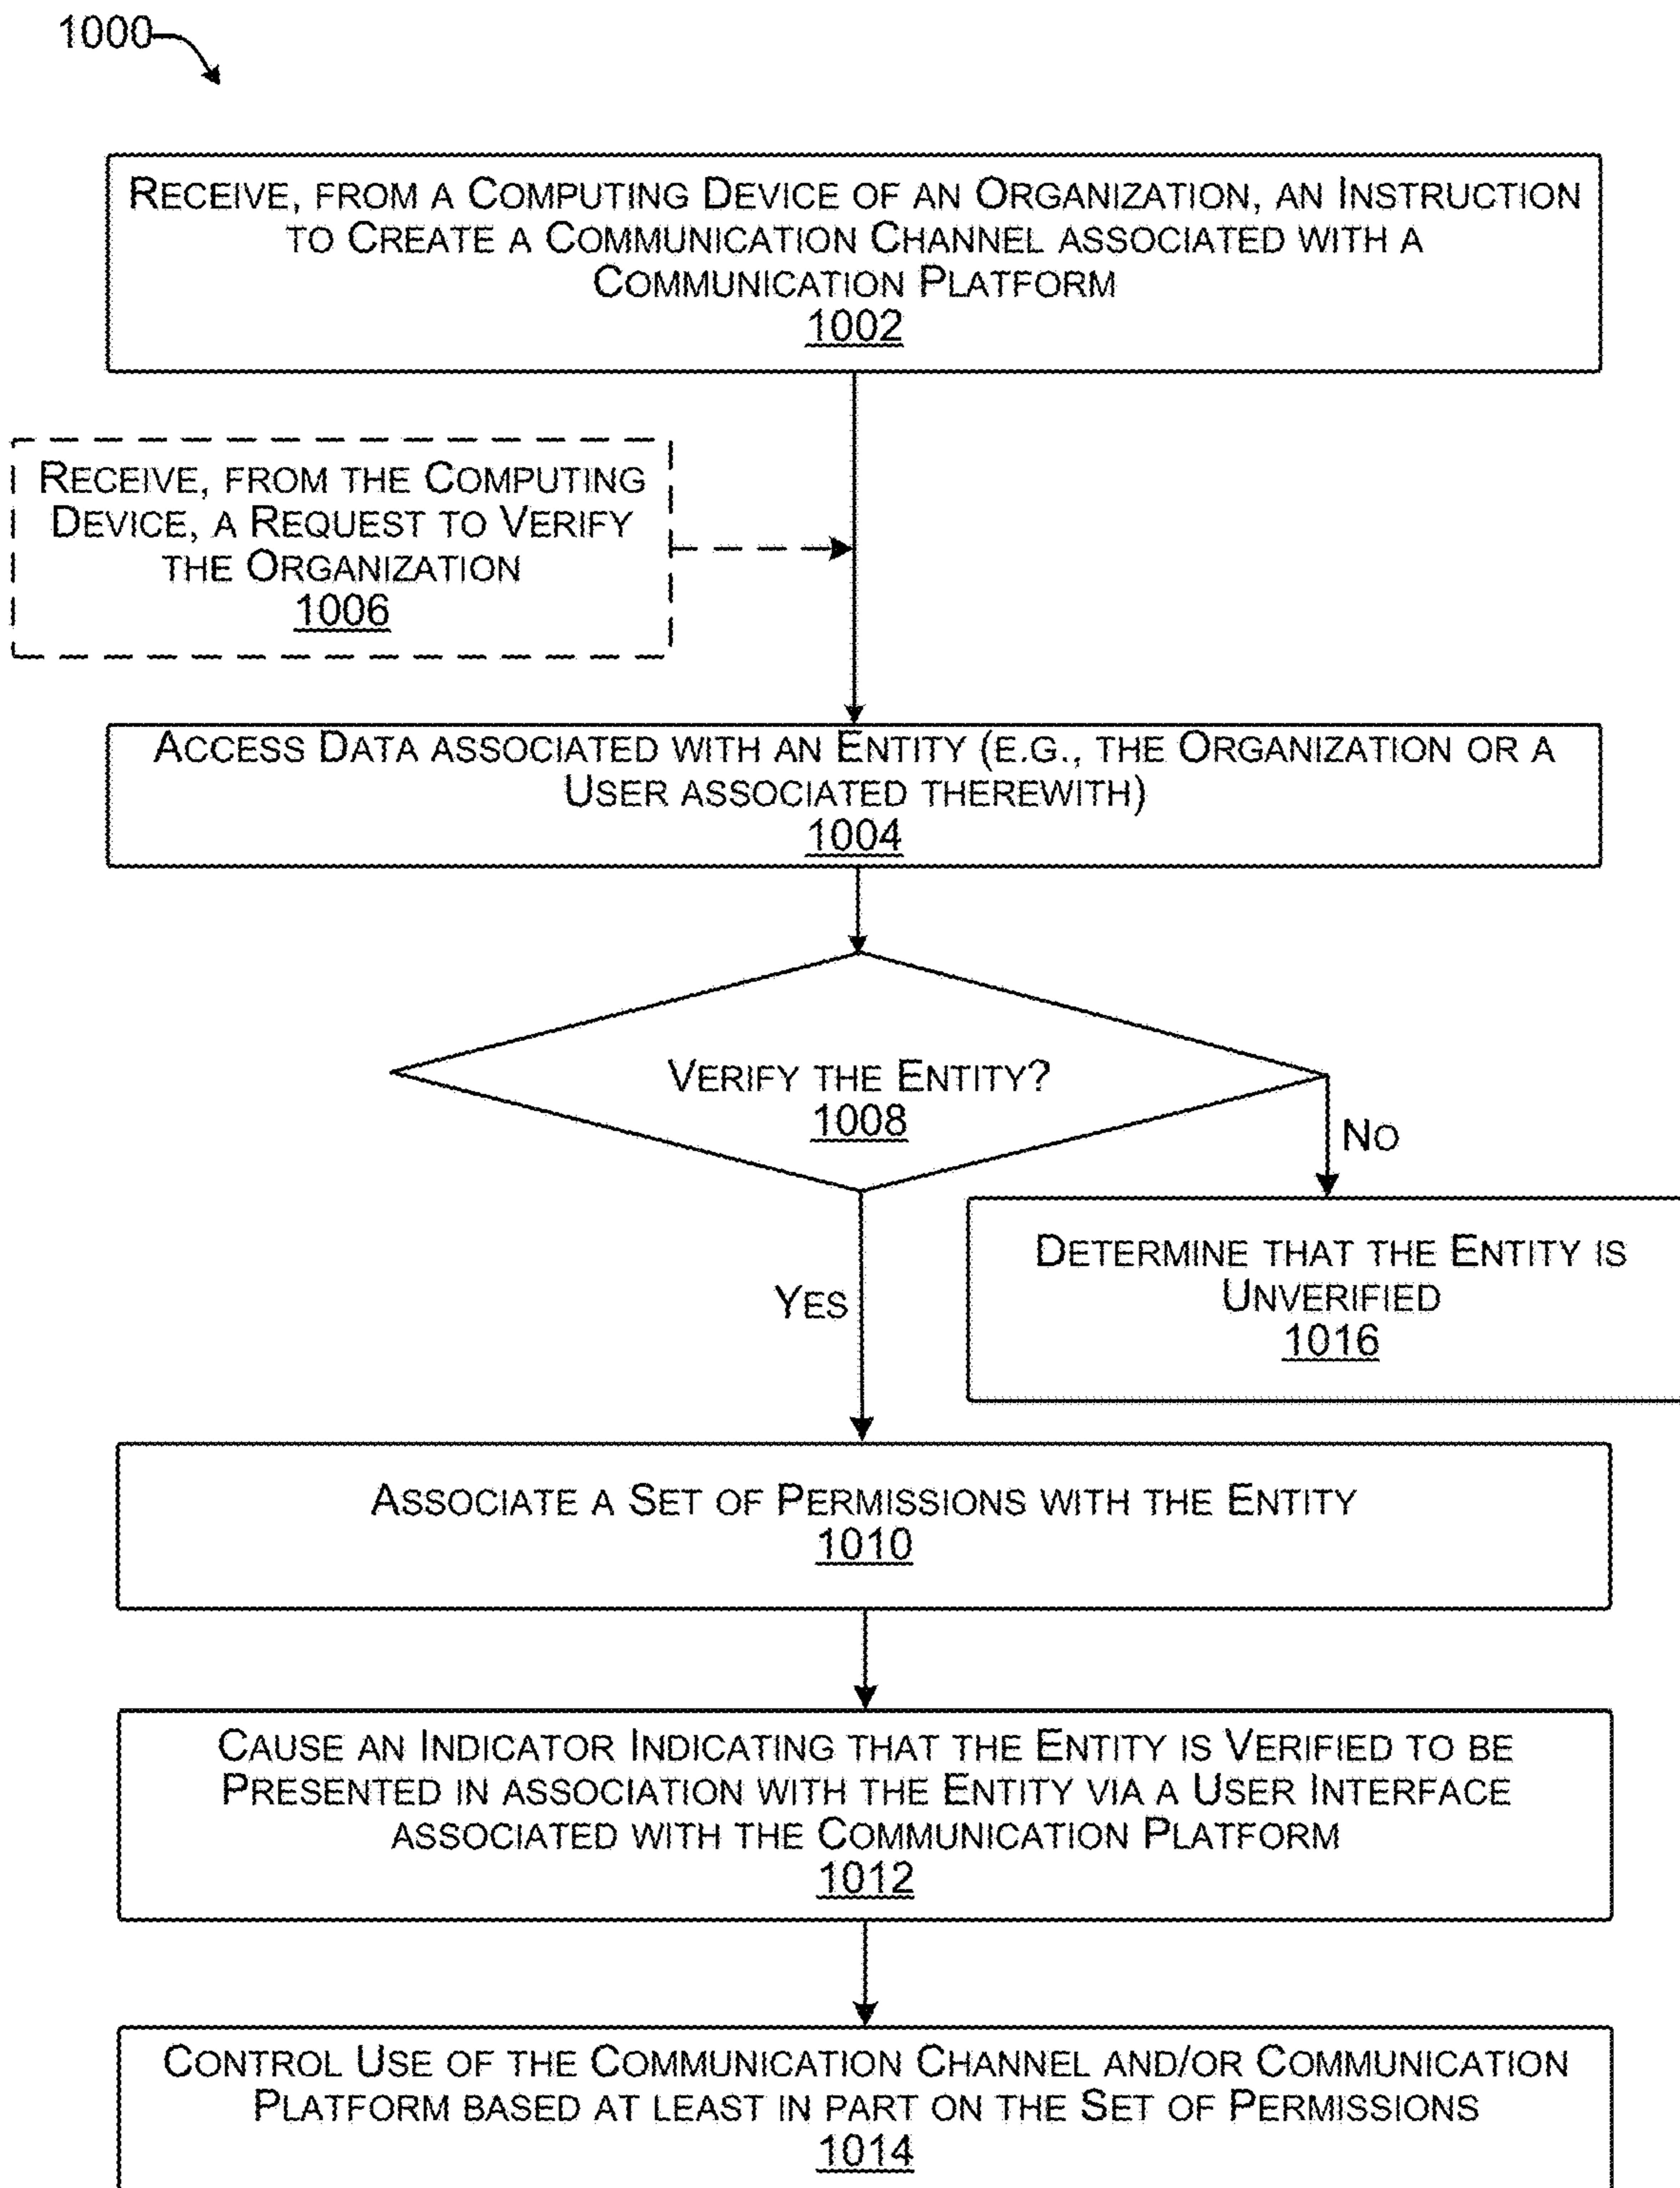 1000
RECEIVE, FROM A COMPUTING DEVICE OF AN ORGANIZATION, AN INSTRUCTION
TO CREATE A COMMUNICATION CHANNEL ASSOCIATED WITH A
COMMUNICATION PLATFORM
1002
RECEIVE, FROM THE COMPUTING
DEVICE, A REQUEST TO VERIFY
THE ORGANIZATION
1006
ACCESS DATA ASSOCIATED WITH AN ENTITY (E.G., THE ORGANIZATION OR A
USER ASSOCIATED THEREWITH)
1004
VERIFY THE ENTITY?
1008
NO
DETERMINE THAT THE ENTITY IS
UNVERIFIED
1016
YES
ASSOCIATE A SET OF PERMISSIONS WITH THE ENTITY
1010
CAUSE AN INDICATOR INDICATING THAT THE ENTITY IS VERIFIED TO BE
PRESENTED IN ASSOCIATION WITH THE ENTITY VIA A USER INTERFACE
ASSOCIATED WITH THE COMMUNICATION PLATFORM
1012
CONTROL USE OF THE COMMUNICATION CHANNEL AND/OR COMMUNICATION
PLATFORM BASED AT LEAST IN PART ON THE SET OF PERMISSIONS
1014